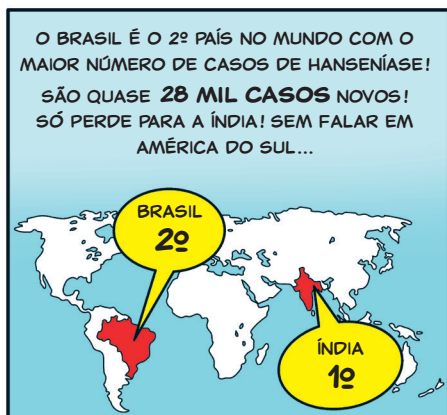 O BRASIL É O 2º PAÍS NO MUNDO COM O
MAIOR NÚMERO DE CASOS DE HANSENÍASE!
SÃO QUASE 28 MIL CASOS NOVOS!
SÓ PERDE PARA A ÍNDIA! SEM FALAR EM
AMÉRICA DO SUL...
BRASIL
2º
ÍNDIA
1º